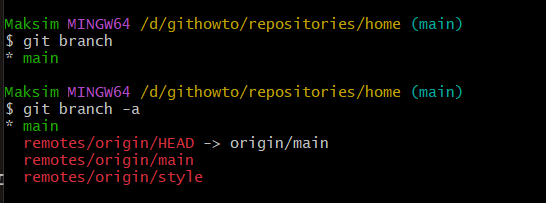 Maksim MINGW64 /d/githowto/repositories/home (main)
$ git branch
* main
Maksim MINGW64 /d/githowto/repositories/home (main)
$ git branch -a
* main
remotes/origin/HEAD -> origin/main
remotes/origin/main
remotes/origin/style